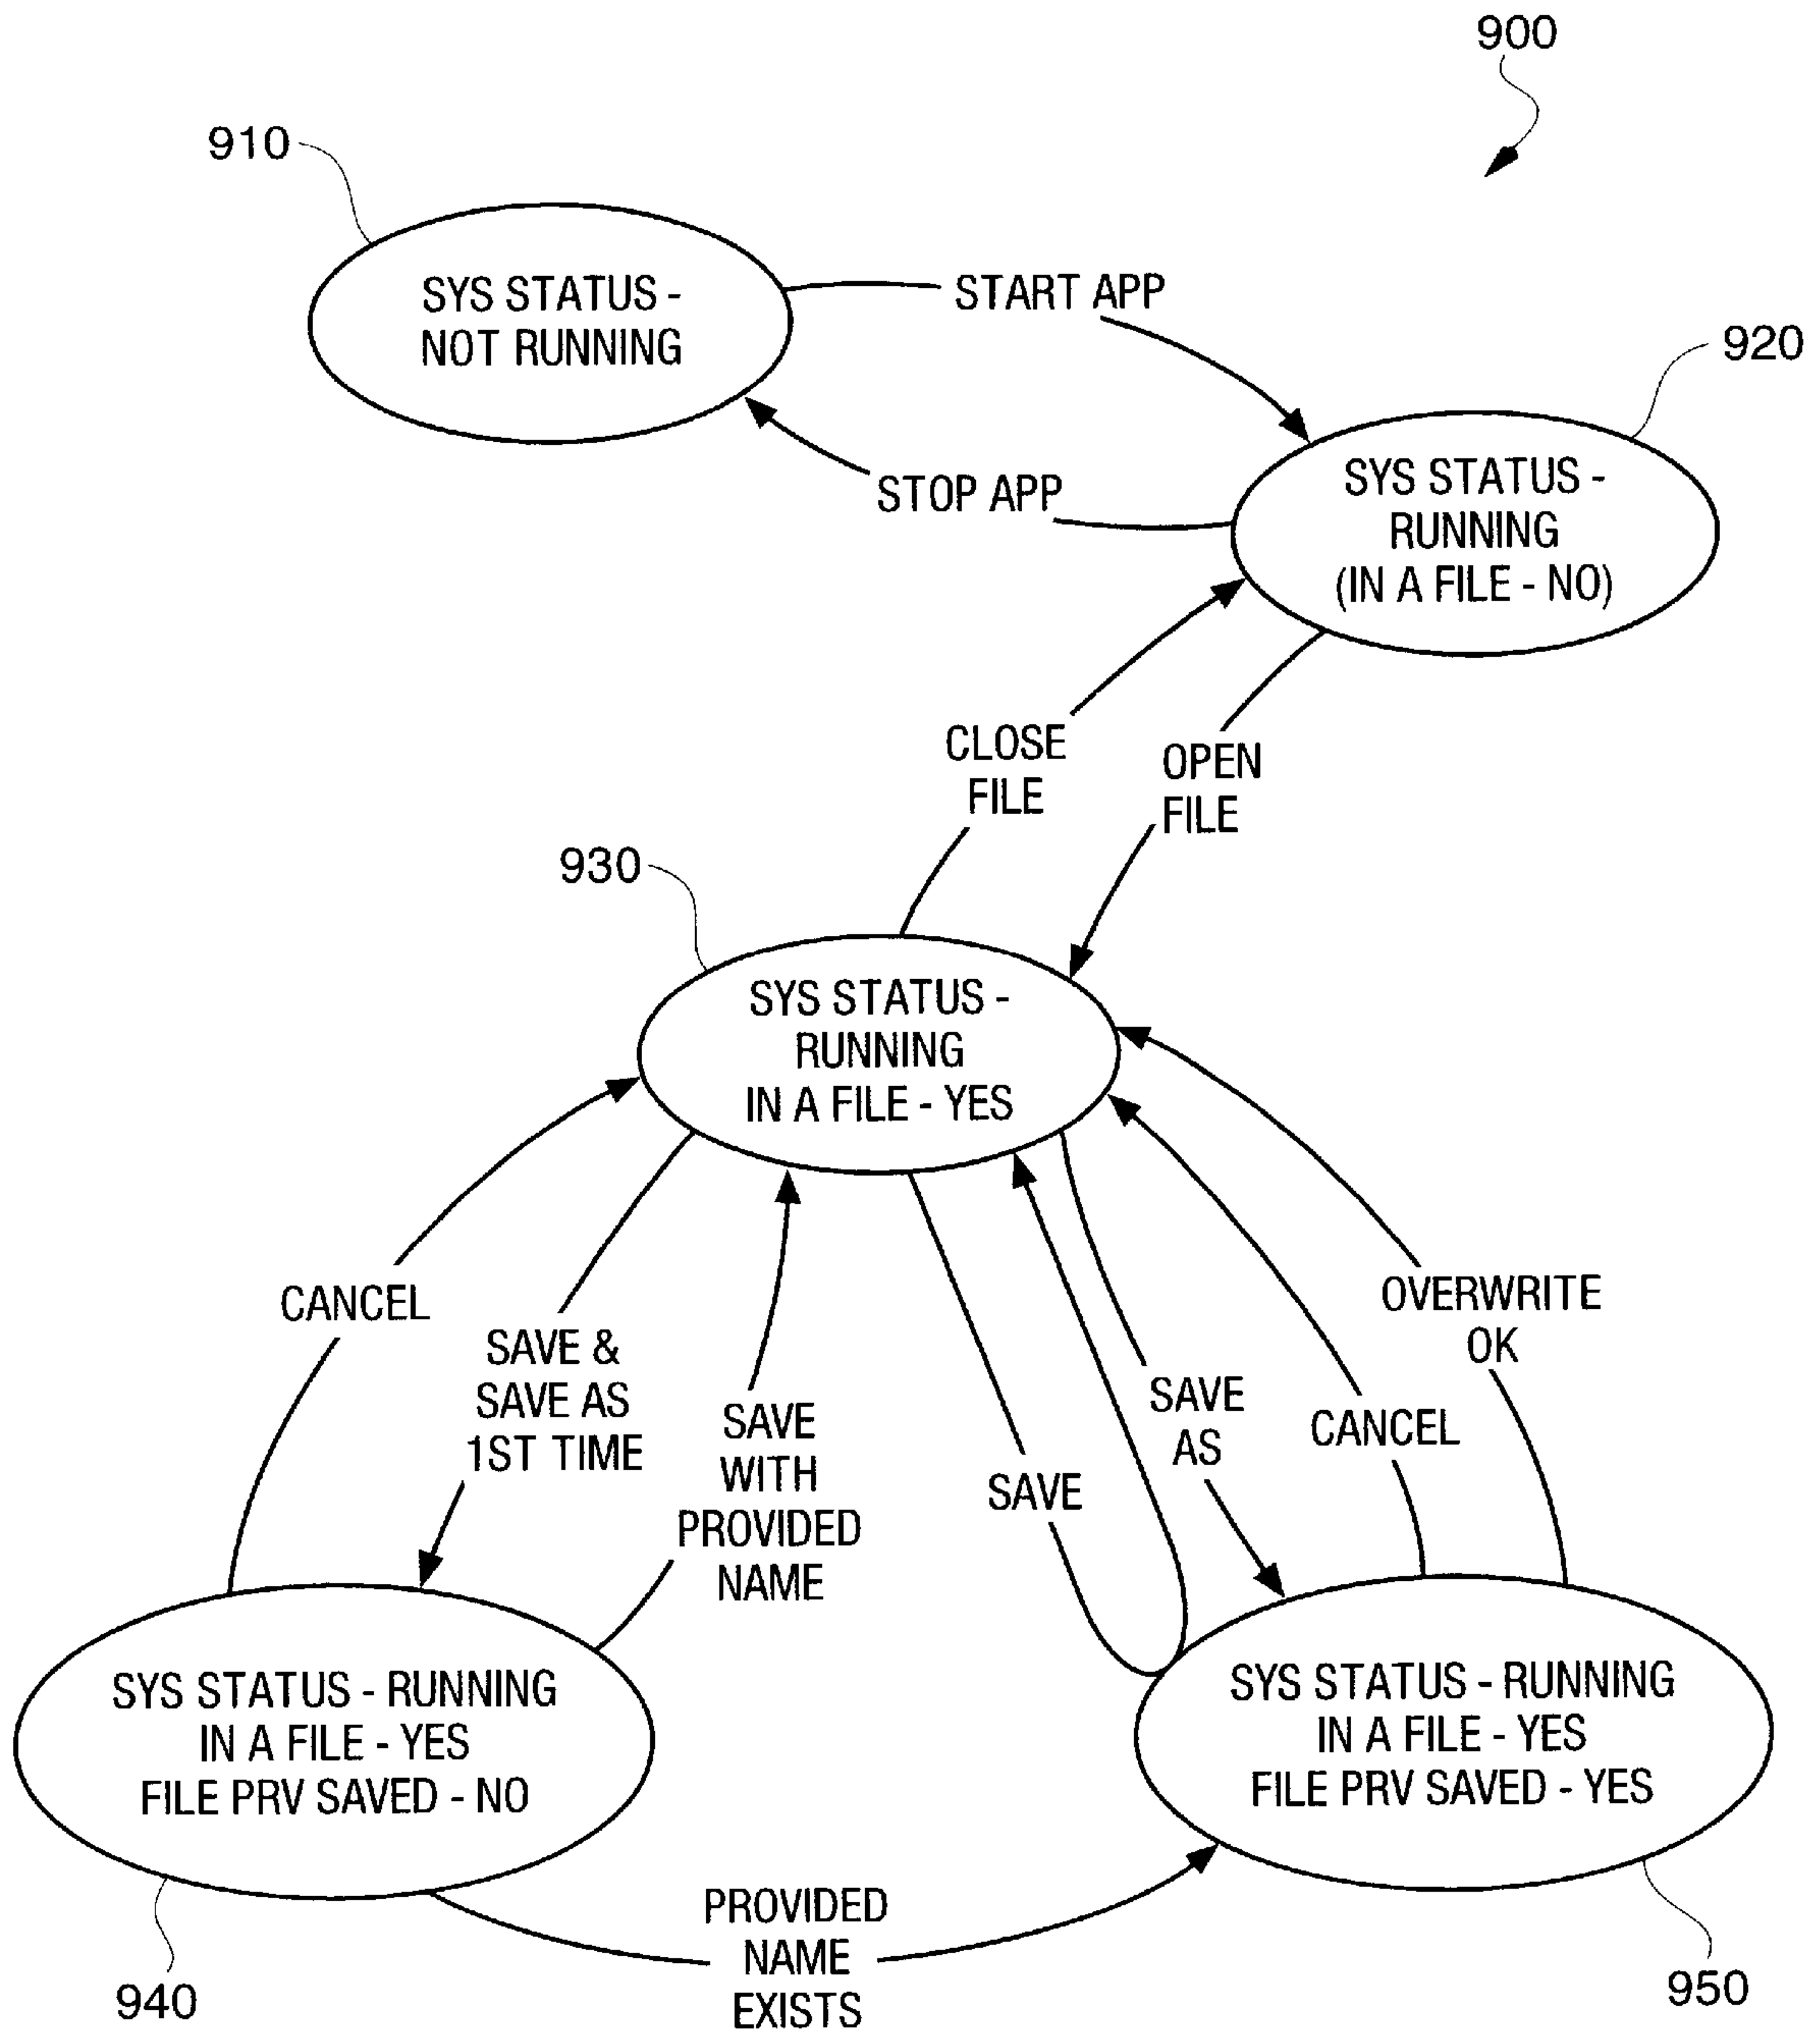 900
910
SYS STATUS -
NOT RUNNING
START APP
920
STOP APP
SYS STATUS -
RUNNING
(IN A FILE - NO)
CLOSE
FILE
OPEN
FILE
930
SYS STATUS -
RUNNING
IN A FILE - YES
CANCEL
SAVE &
SAVE AS
1ST TIME
SAVE
WITH
PROVIDED
NAME
SAVE
SAVE
AS
CANCEL
OVERWRITE
OK
SYS STATUS - RUNNING
IN A FILE - YES
FILE PRV SAVED - NO
SYS STATUS - RUNNING
IN A FILE - YES
FILE PRV SAVED - YES
PROVIDED
NAME
EXISTS
940
950